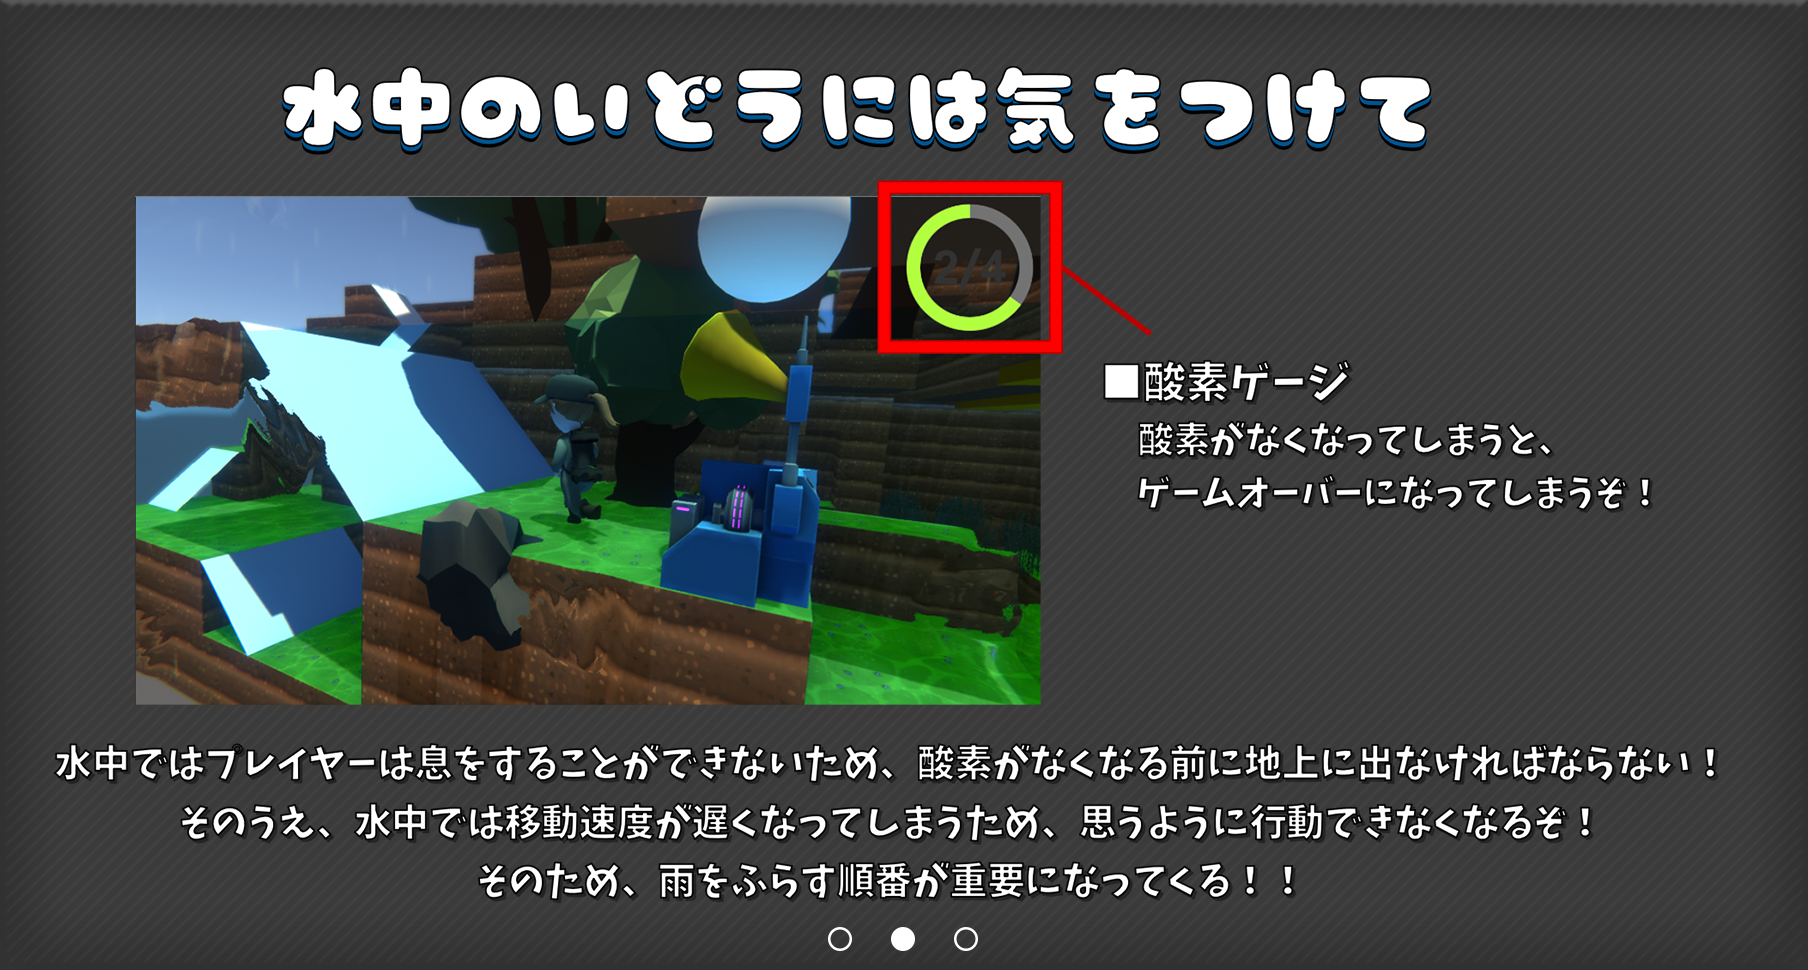 水中のいどうには気をつけて
2/4
■酸素ゲージ
酸素がなくなってしまうと、
ゲームオーバーになってしまうぞ！
水中ではプレイヤーは息をすることができないため、酸素がなくなる前に地上に出なければならない！
そのうえ、水中では移動速度が遅くなってしまうため、思うように行動できなくなるぞ！
そのため、雨をふらす順番が重要になってくる！！